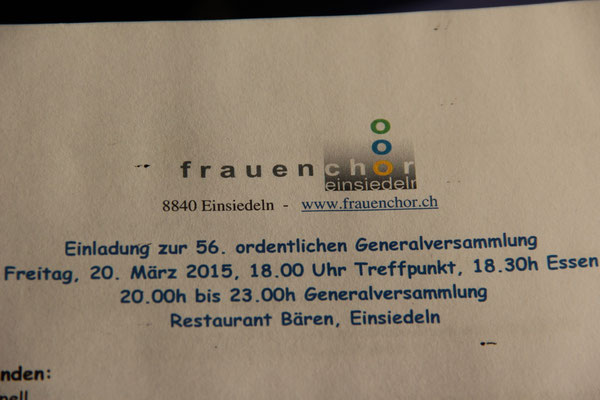 frauenchor
einsiedeln
8840 Einsiedeln - www.frauenchor.ch
Einladung zur 56. ordentlichen Generalversammlung
Freitag, 20. März 2015, 18.00 Uhr Treffpunkt, 18.30h Essen
20.00h bis 23.00h Generalversammlung
Restaurant Bären, Einsiedeln
nden: